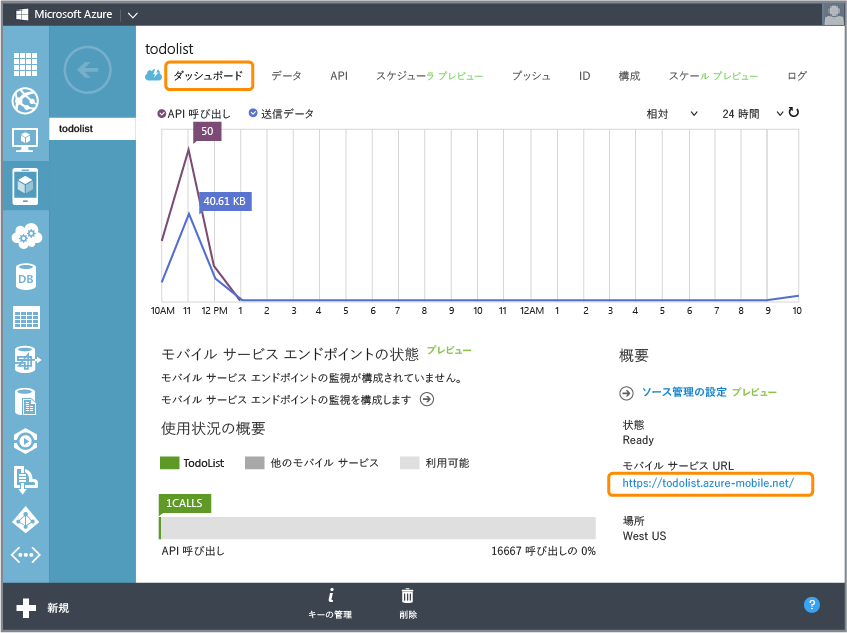 Microsoft Azure
todolist
todolist
ダッシュボード データ API スケジューラ プレビュー プッシュ ID 構成 スケール プレビュー ログ
API 呼び出し 送信データ 相対 24 時間
50
40.61 KB
10AM 11 12 PM 1 2 3 4 5 6 7 8 9 10 11 12AM 1 2 3 4 5 6 7 8 9 10
モバイル サービス エンドポイントの状態 プレビュー
モバイル サービス エンドポイントの監視が構成されていません。
モバイル サービス エンドポイントの監視を構成します
使用状況の概要
TodoList 他のモバイル サービス 利用可能
1CALLS
API 呼び出し 16667 呼び出しの 0%
概要
ソース管理の設定 プレビュー
状態
Ready
モバイル サービス URL
https://todolist.azure-mobile.net/
場所
West US
DB
新規
キーの管理
削除
?